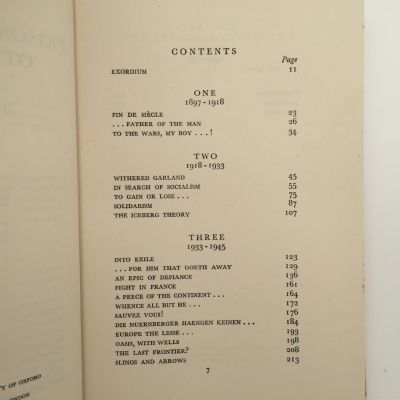 CONTENTS
Page
EXORDIUM 11
ONE
1897-1918
FIN DE SIÈCLE 23
... FATHER OF THE MAN 26
TO THE WARS, MY BOY ...! 34
TWO
1918-1933
WITHERED GARLAND 45
IN SEARCH OF SOCIALISM 55
TO GAIN OR LOSE ... 75
SOLIDARISM 87
THE ICEBERG THEORY 107
THREE
1933-1945
INTO EXILE 123
... FOR HIM THAT GOETH AWAY 129
AN EPIC OF DEFIANCE 136
FIGHT IN FRANCE 161
A PEECE OF THE CONTINENT ... 164
WHENCE ALL BUT HE ... 172
SAUVEZ VOUS! 176
DIE NUERNBERGER HAENGEN KEINEN ... 184
EUROPE THE LESSE ... 193
OASIS, WITH WELLS 198
THE LAST FRONTIER? 208
SLINGS AND ARROWS 213
7
TY OF OXFORD